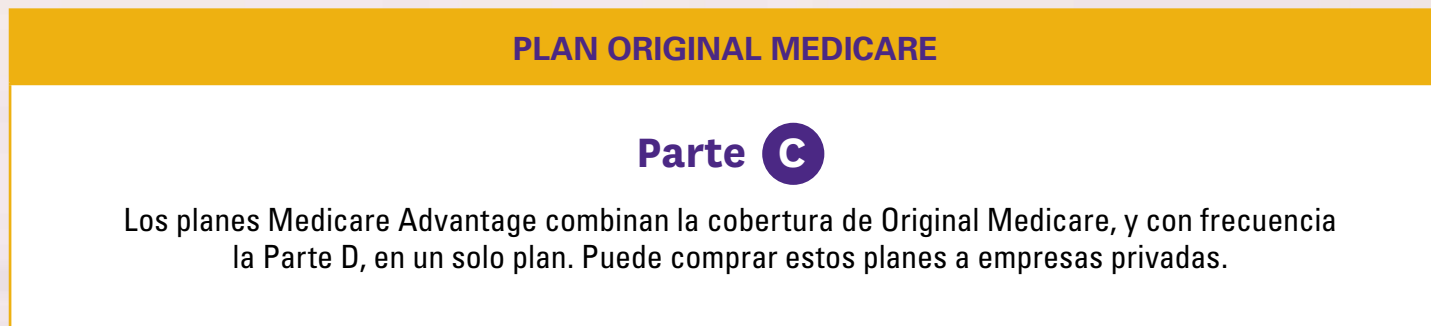 PLAN ORIGINAL MEDICARE
Parte C
Los planes Medicare Advantage combinan la cobertura de Original Medicare, y con frecuencia
la Parte D, en un solo plan. Puede comprar estos planes a empresas privadas.